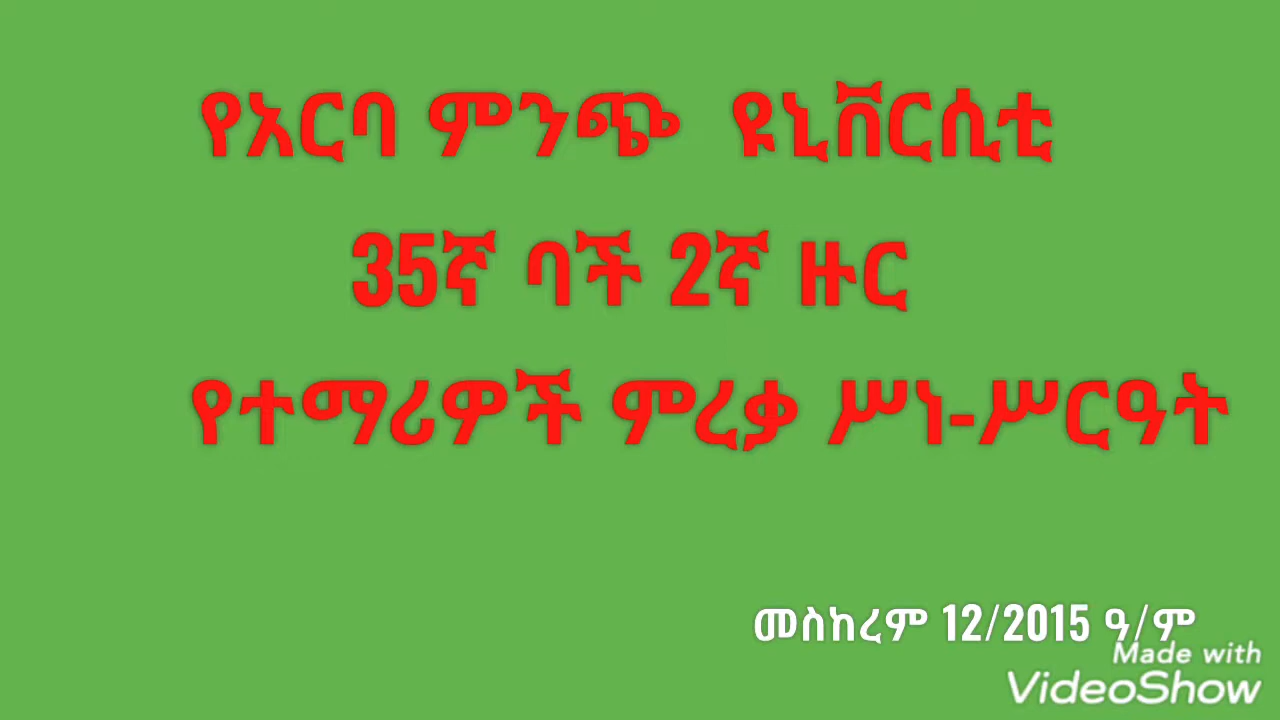 የአርባ ምንጭ ዩኒቨርሲቲ
35ኛ ባች 2ኛ ዙር
የተማሪዎች ምረቃ ሥነ-ሥርዓት
መስከረም 12/2015 ዓ/ም
Made with
VideoShow